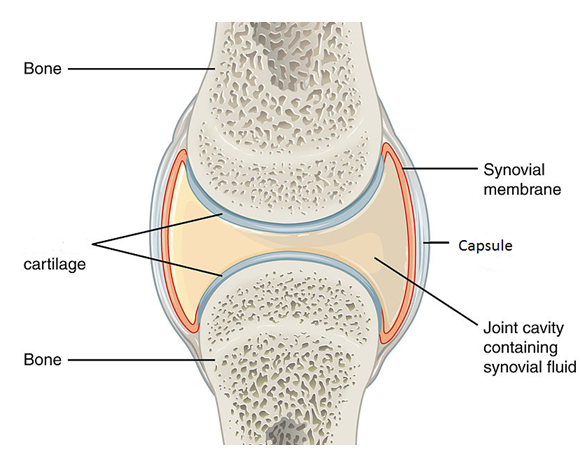 Bone
Synovial
membrane
Capsule
cartilage
Joint cavity
containing
synovial fluid
Bone